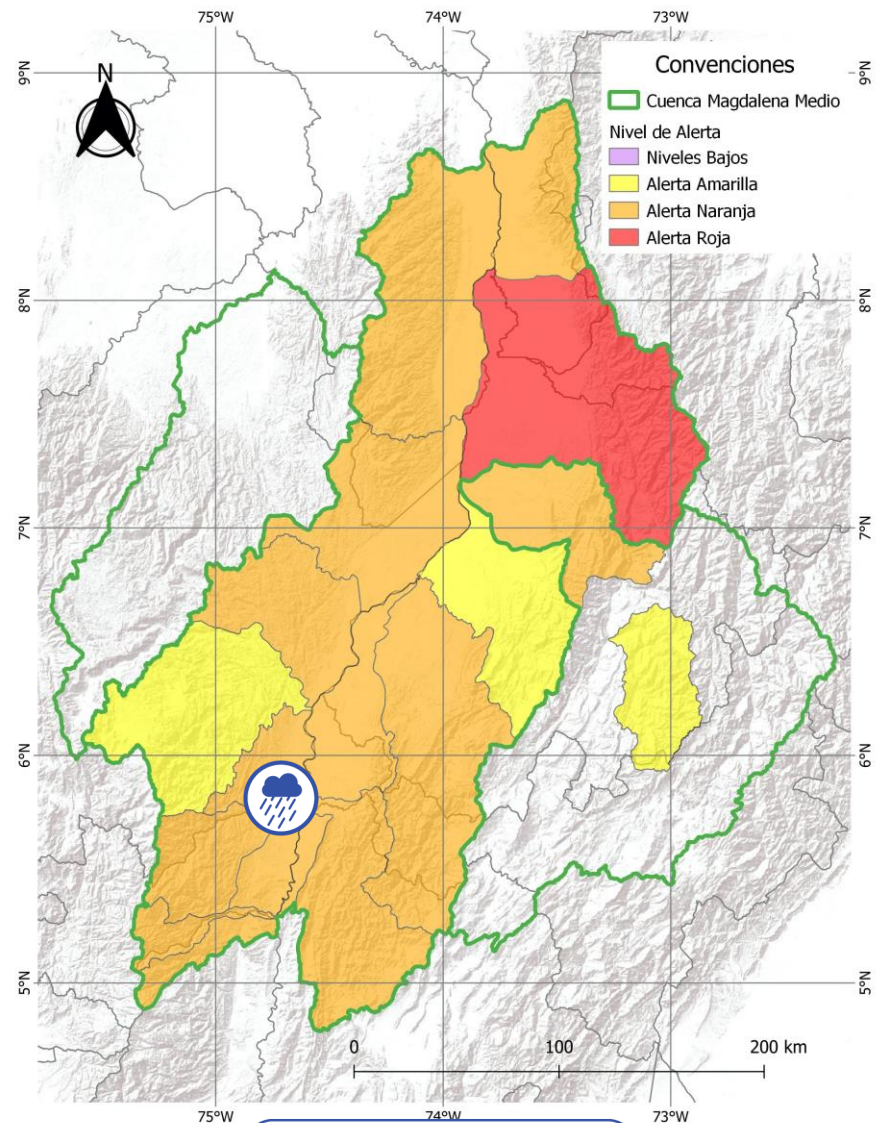 75°W 74°W 73°W
9°N 9°N
N
Convenciones
Cuenca Magdalena Medio
Nivel de Alerta
Niveles Bajos
Alerta Amarilla
Alerta Naranja
Alerta Roja
8°N 8°N
7°N 7°N
6°N 6°N
5°N 5°N
0 100 200 km
75°W 74°W 73°W